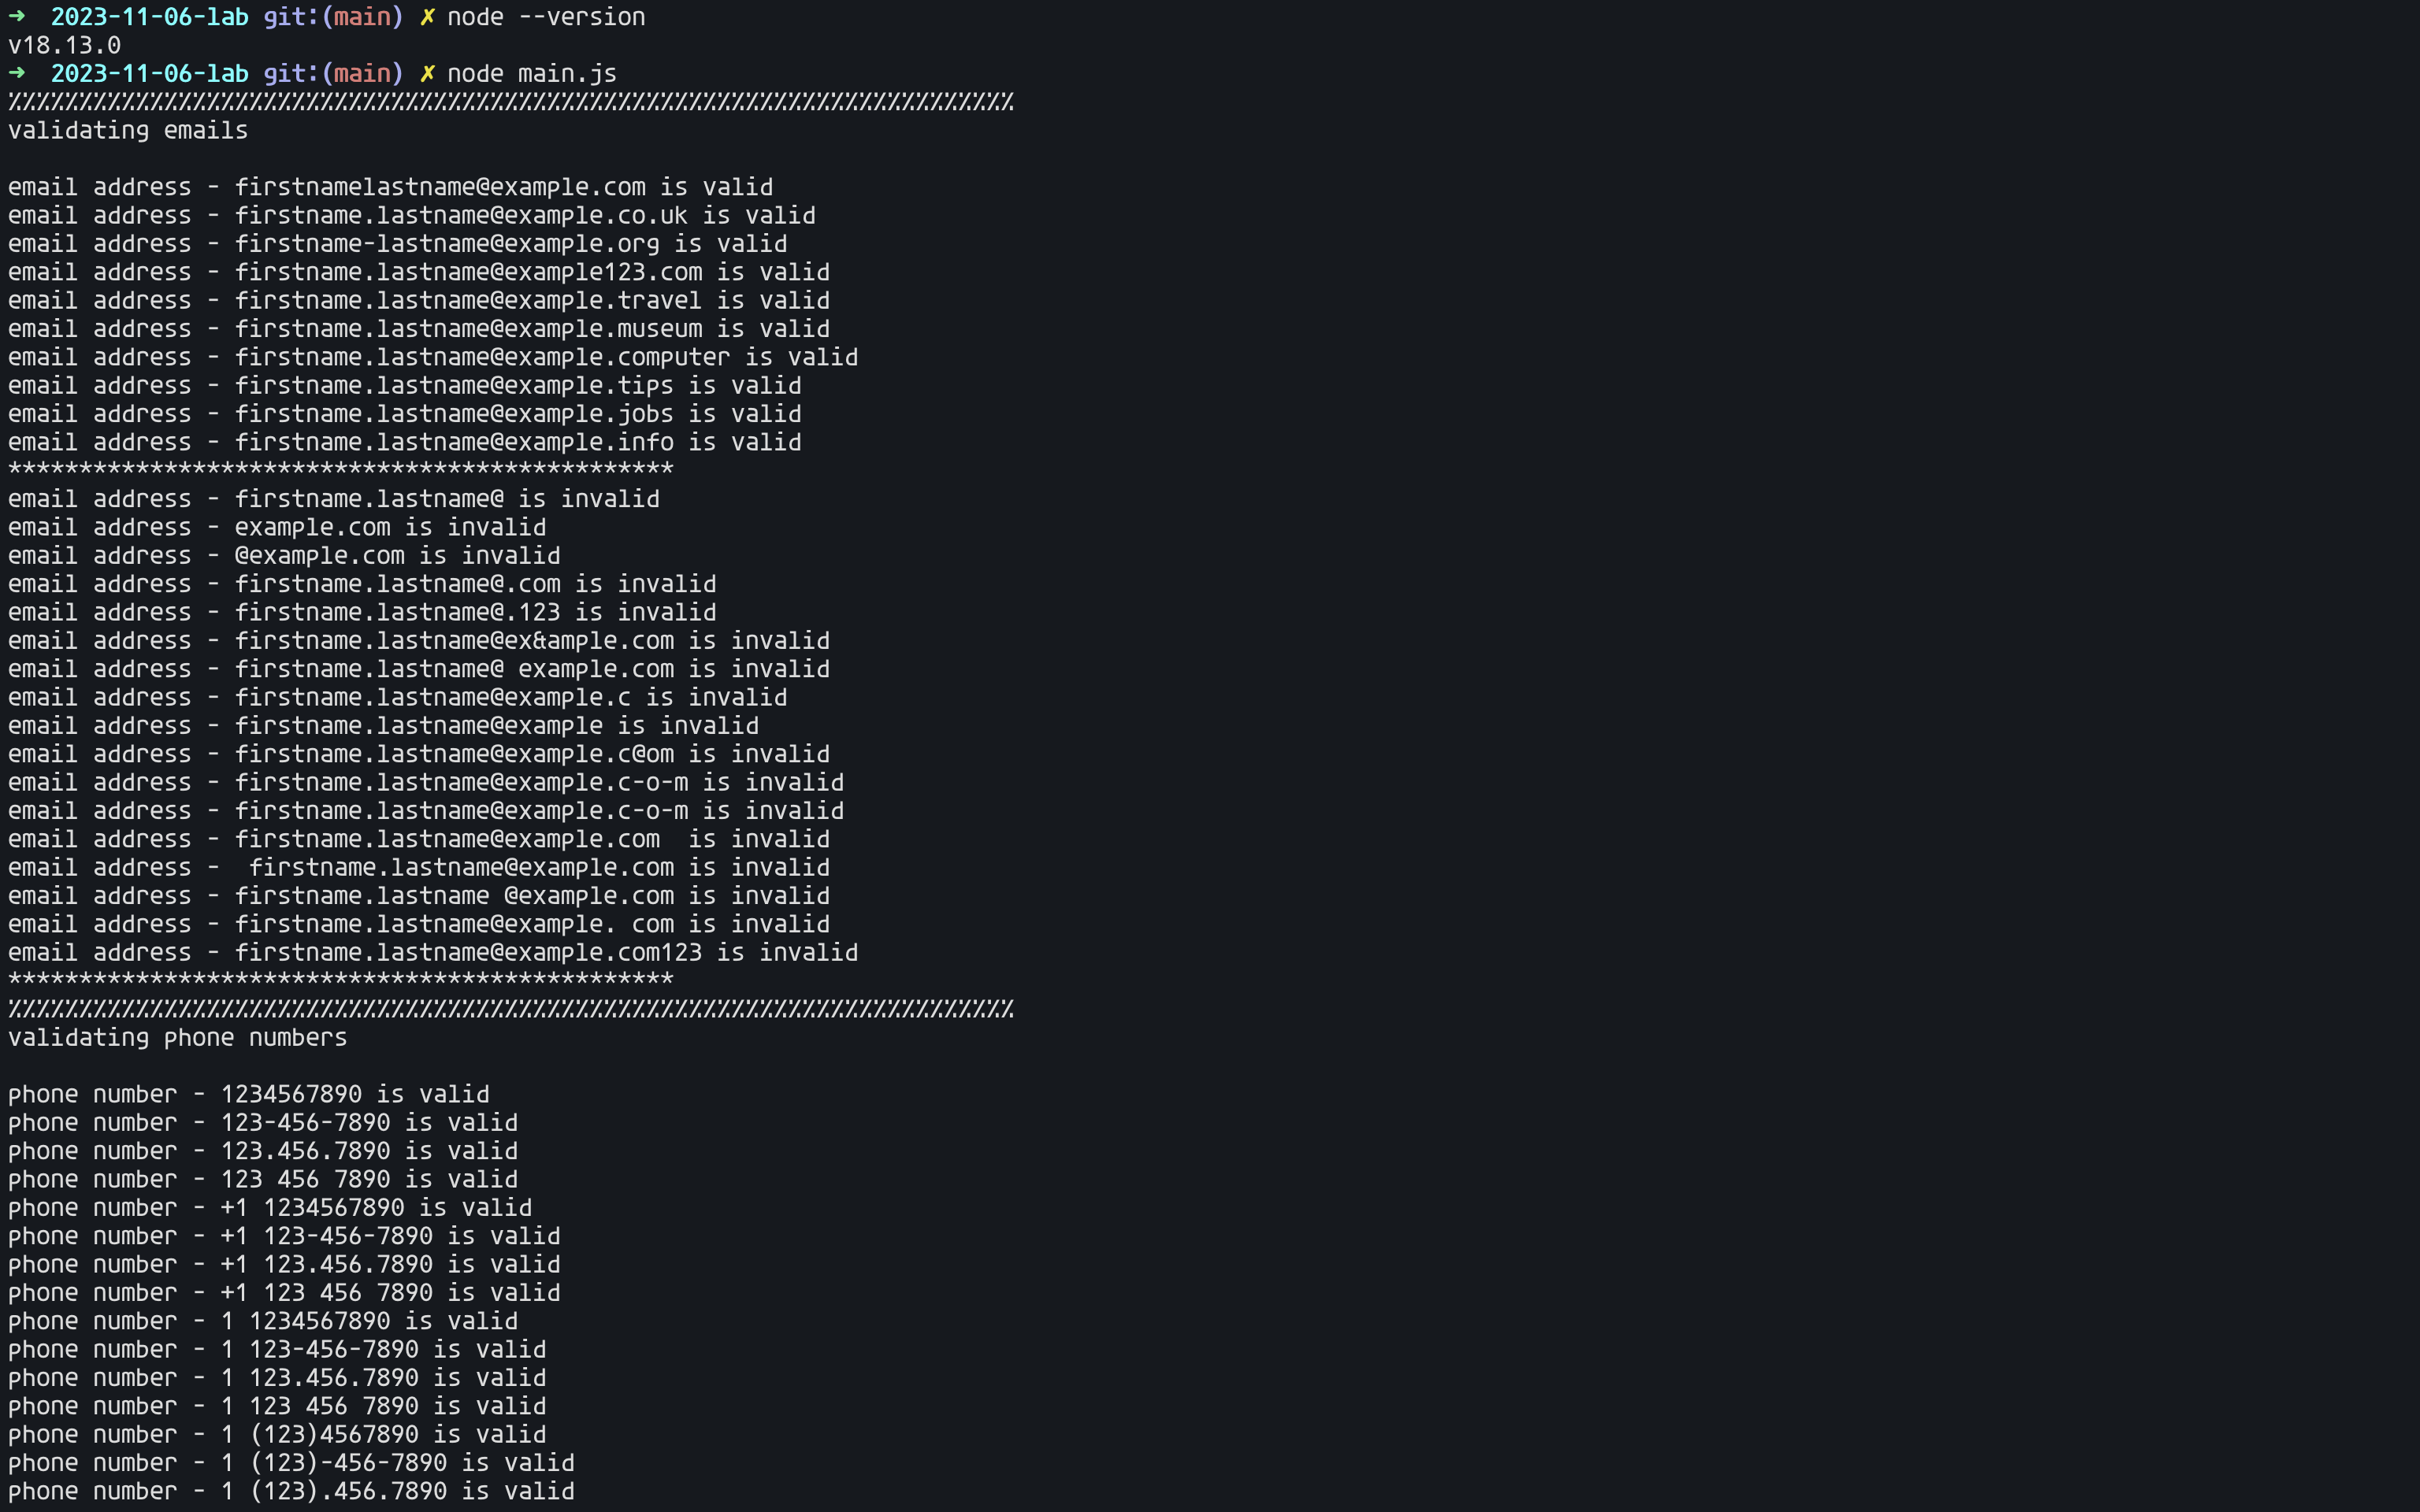 ➜  2023-11-06-lab git:(main) ✗ node --version
v18.13.0
➜  2023-11-06-lab git:(main) ✗ node main.js
%%%%%%%%%%%%%%%%%%%%%%%%%%%%%%%%%%%%%%%%%%%%%%%%%%%%%%%%%%%%%%%%%%%%%%%
validating emails

email address - firstnamelastname@example.com is valid
email address - firstname.lastname@example.co.uk is valid
email address - firstname-lastname@example.org is valid
email address - firstname.lastname@example123.com is valid
email address - firstname.lastname@example.travel is valid
email address - firstname.lastname@example.museum is valid
email address - firstname.lastname@example.computer is valid
email address - firstname.lastname@example.tips is valid
email address - firstname.lastname@example.jobs is valid
email address - firstname.lastname@example.info is valid
***********************************************
email address - firstname.lastname@ is invalid
email address - example.com is invalid
email address - @example.com is invalid
email address - firstname.lastname@.com is invalid
email address - firstname.lastname@.123 is invalid
email address - firstname.lastname@ex&ample.com is invalid
email address - firstname.lastname@ example.com is invalid
email address - firstname.lastname@example.c is invalid
email address - firstname.lastname@example is invalid
email address - firstname.lastname@example.c@om is invalid
email address - firstname.lastname@example.c-o-m is invalid
email address - firstname.lastname@example.c-o-m is invalid
email address - firstname.lastname@example.com  is invalid
email address -  firstname.lastname@example.com is invalid
email address - firstname.lastname @example.com is invalid
email address - firstname.lastname@example. com is invalid
email address - firstname.lastname@example.com123 is invalid
***********************************************
%%%%%%%%%%%%%%%%%%%%%%%%%%%%%%%%%%%%%%%%%%%%%%%%%%%%%%%%%%%%%%%%%%%%%%%
validating phone numbers

phone number - 1234567890 is valid
phone number - 123-456-7890 is valid
phone number - 123.456.7890 is valid
phone number - 123 456 7890 is valid
phone number - +1 1234567890 is valid
phone number - +1 123-456-7890 is valid
phone number - +1 123.456.7890 is valid
phone number - +1 123 456 7890 is valid
phone number - 1 1234567890 is valid
phone number - 1 123-456-7890 is valid
phone number - 1 123.456.7890 is valid
phone number - 1 123 456 7890 is valid
phone number - 1 (123)4567890 is valid
phone number - 1 (123)-456-7890 is valid
phone number - 1 (123).456.7890 is valid